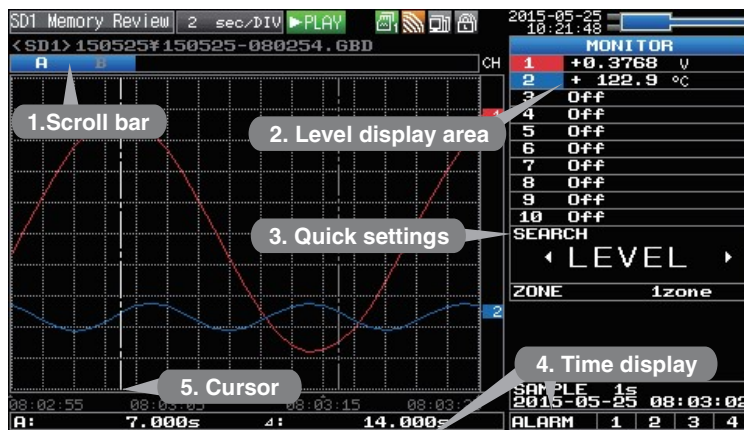 SD1 Memory Review 2 sec/DIV ▶PLAY
2015-05-25
10:21:48
<SD1>150525¥150525-080254.GBD
A B CH
MONITOR
1 +0.3768 V
2 + 122.9 °C
3 Off
4 Off
5 Off
6 Off
7 Off
8 Off
9 Off
10 Off
1.Scroll bar
2. Level display area
3. Quick settings
SEARCH
LEVEL
ZONE 1zone
2
4. Time display
5. Cursor
SAMPLE 1s
2015-05-25 08:03:02
08:02:55 08:03:05 08:03:15
A: 7.000s ⊿: 14.000s
ALARM 1 2 3 4